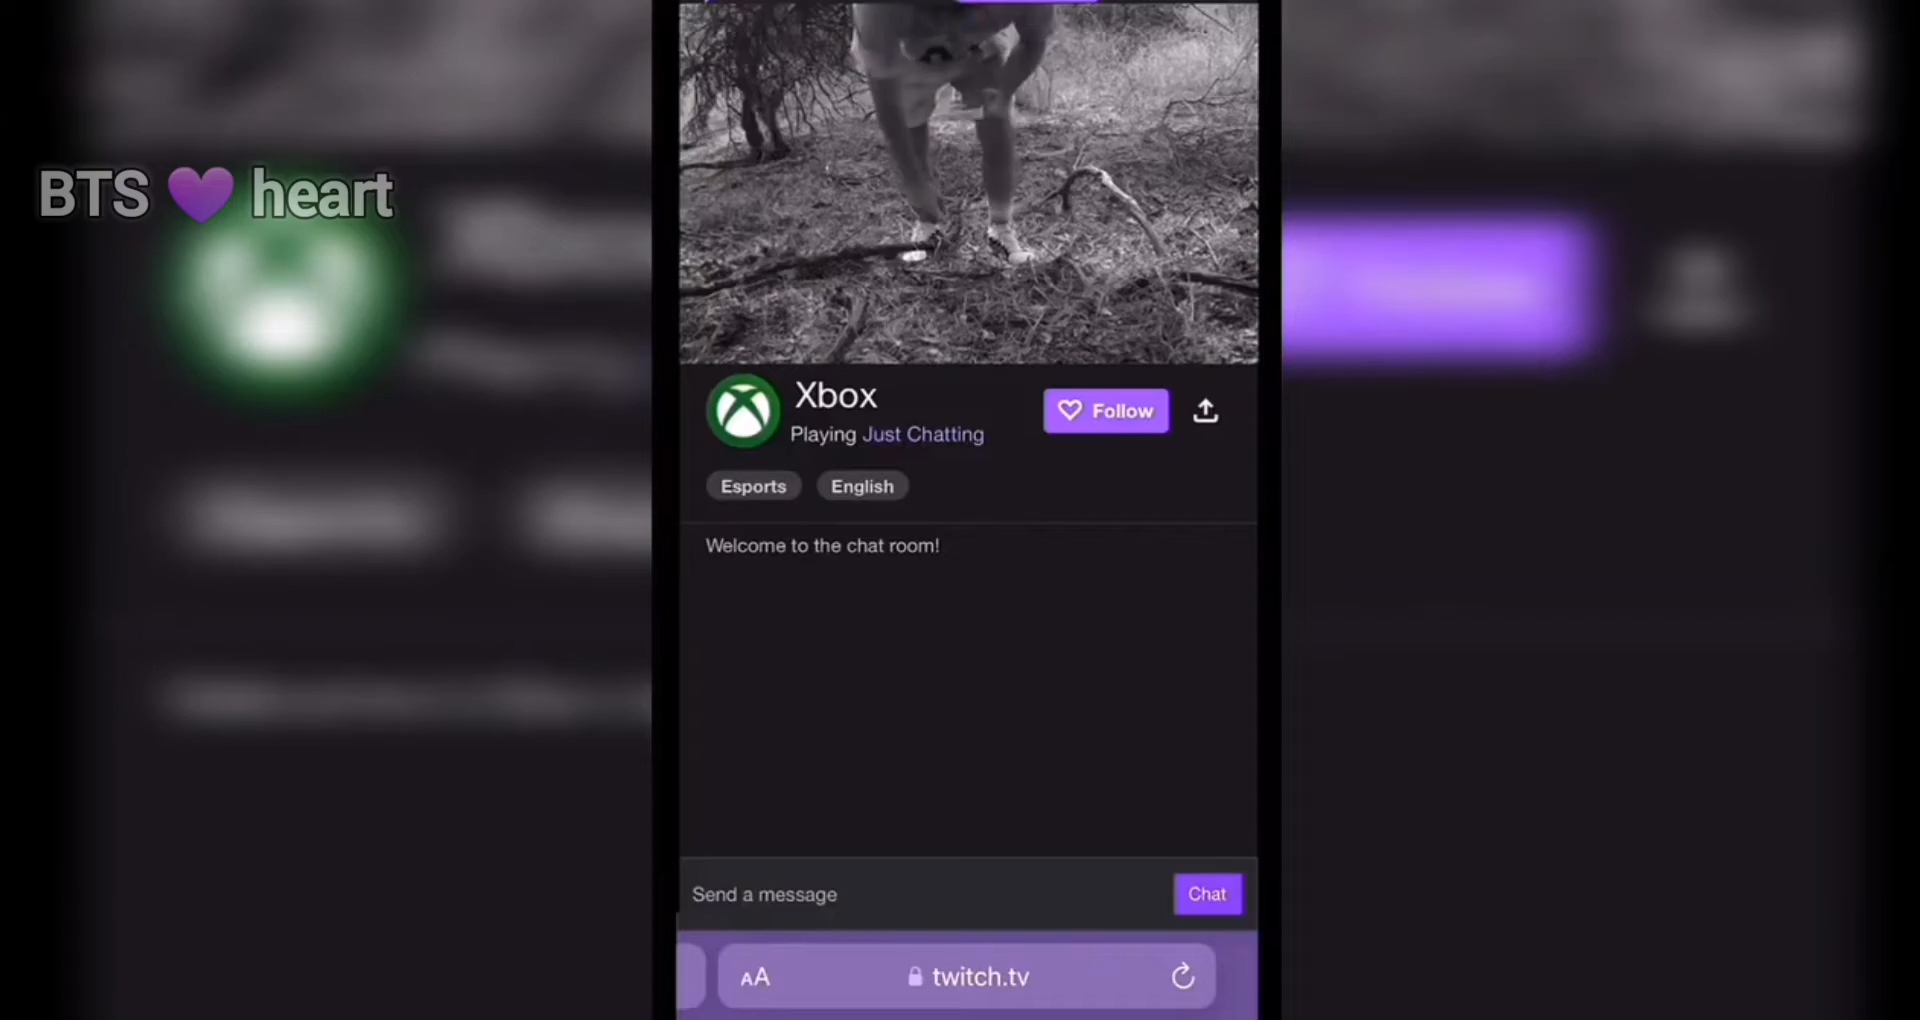 BTS 💜 heart
Xbox
Follow
Playing Just Chatting
Esports
English
Welcome to the chat room!
Send a message
Chat
AA
twitch.tv